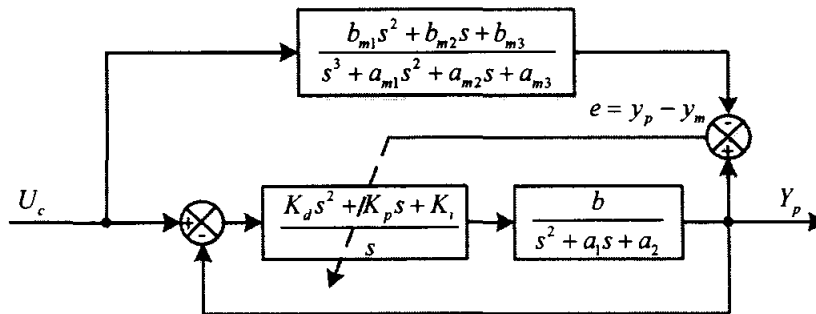 b_{m1}s^2 + b_{m2}s + b_{m3}
s^3 + a_{m1}s^2 + a_{m2}s + a_{m3}
-
e = y_p - y_m
+
U_c
+
-
K_d s^2 + K_p s + K_i
s
b
s^2 + a_1 s + a_2
Y_p